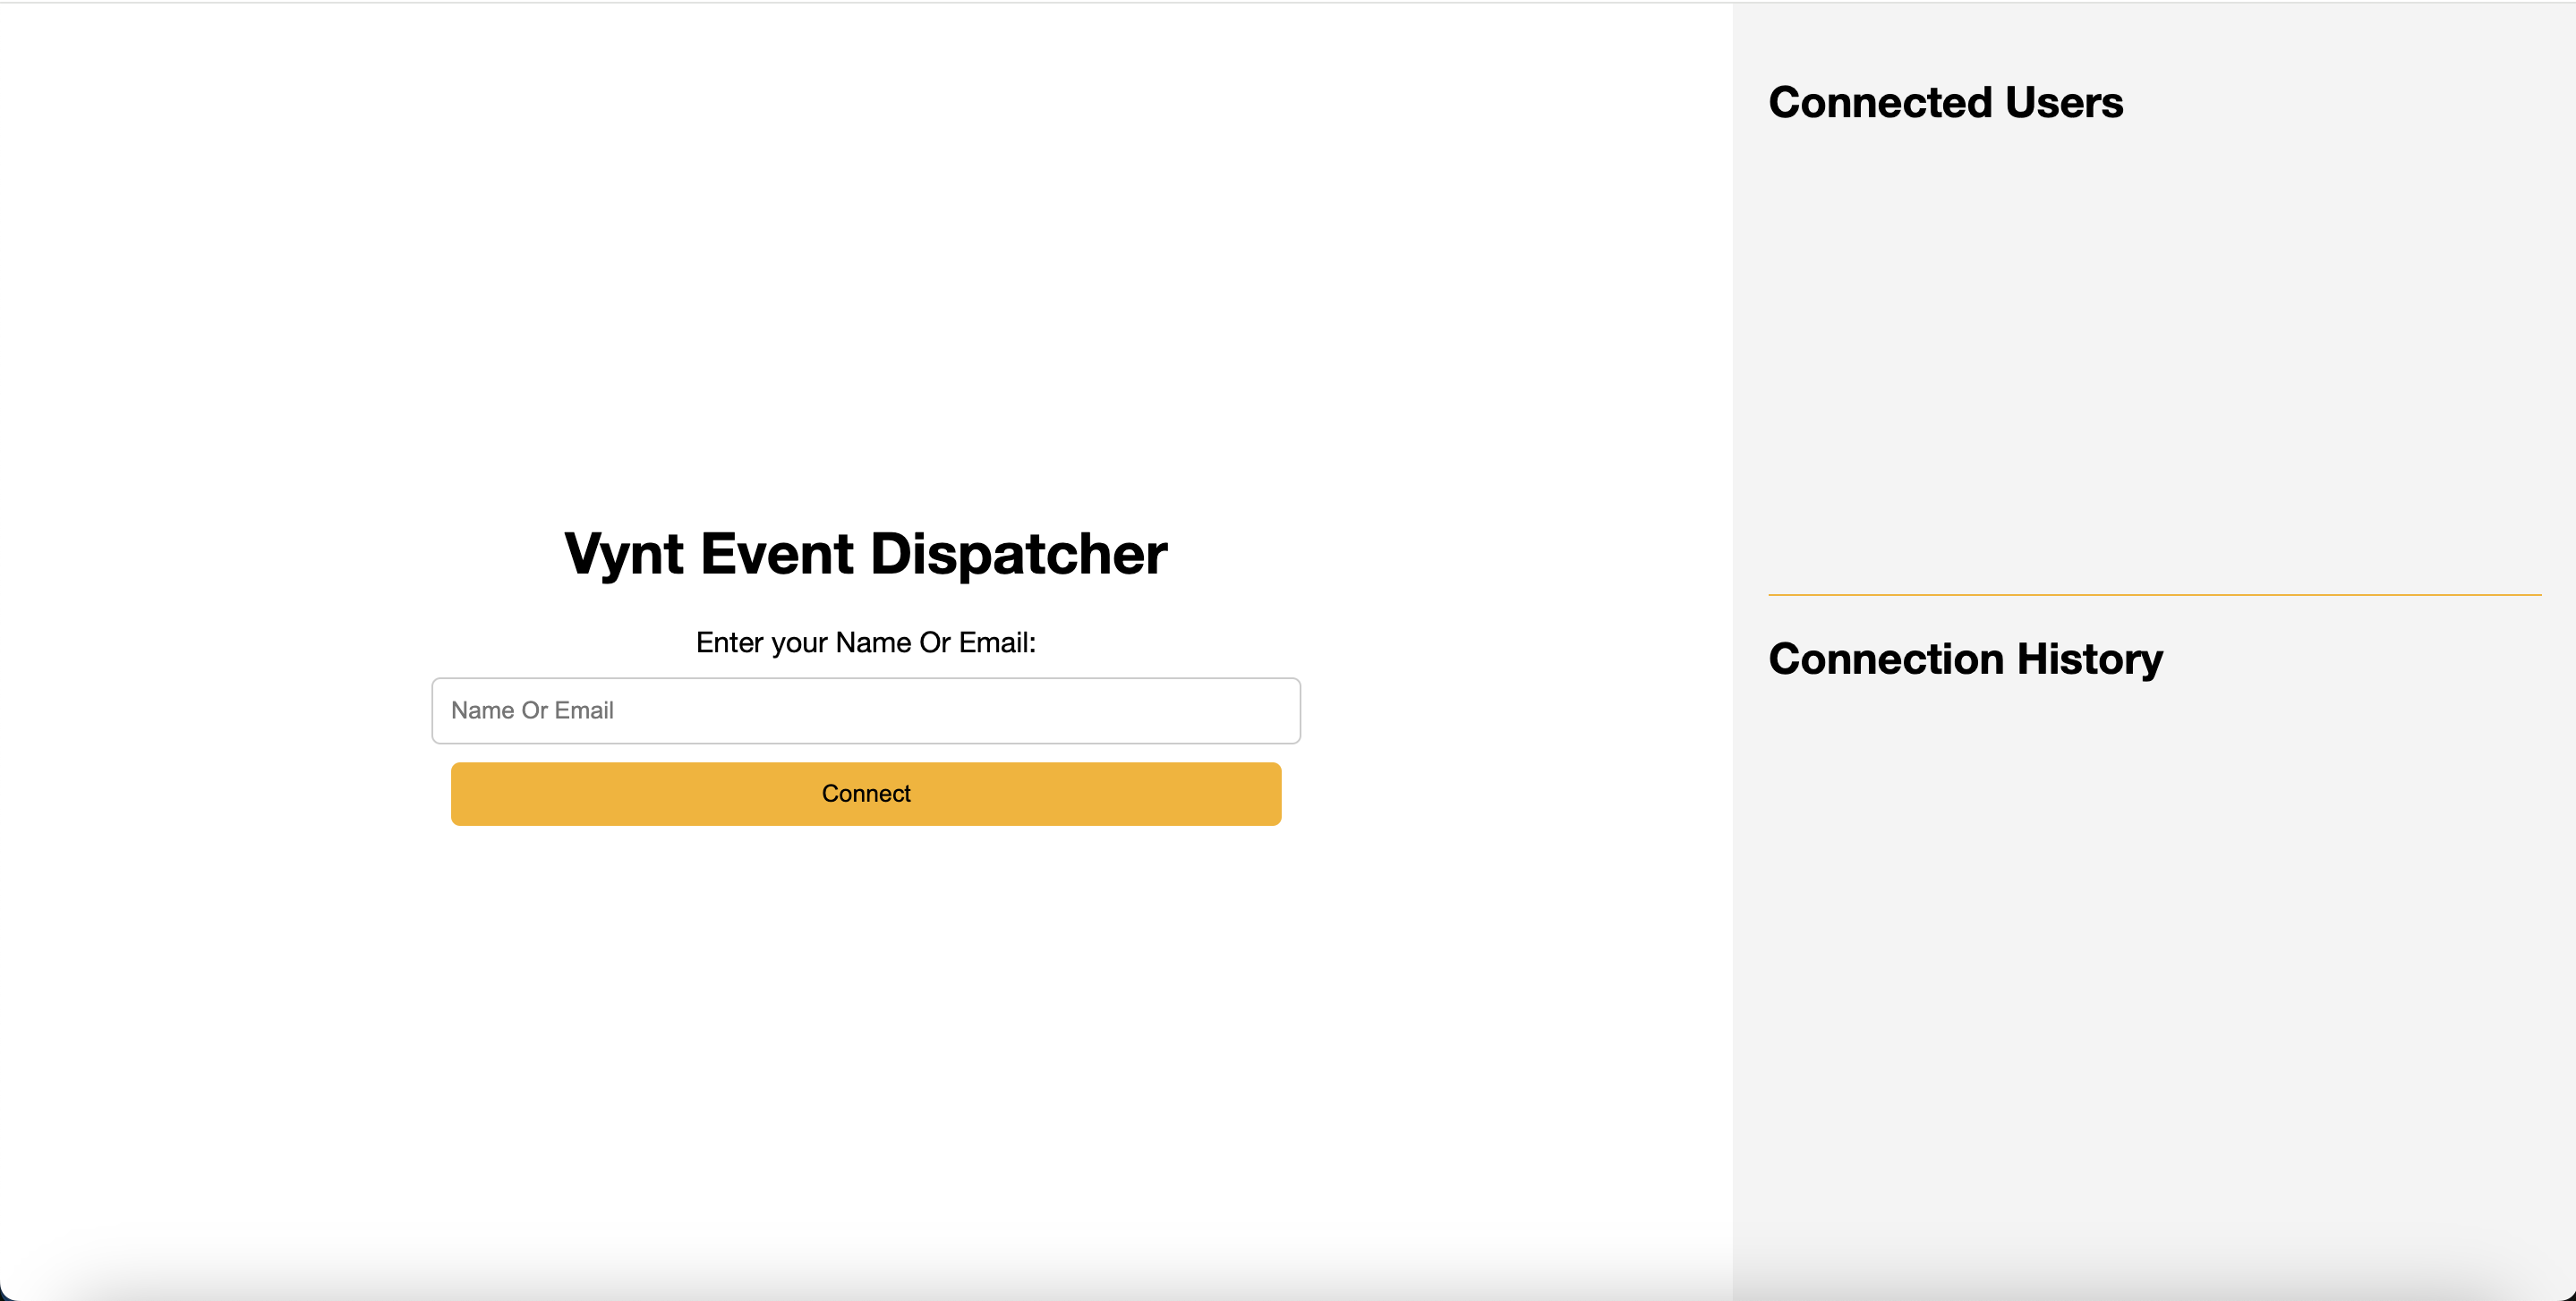 Vynt Event Dispatcher
Enter your Name Or Email:
Name Or Email
Connect
Connected Users
Connection History